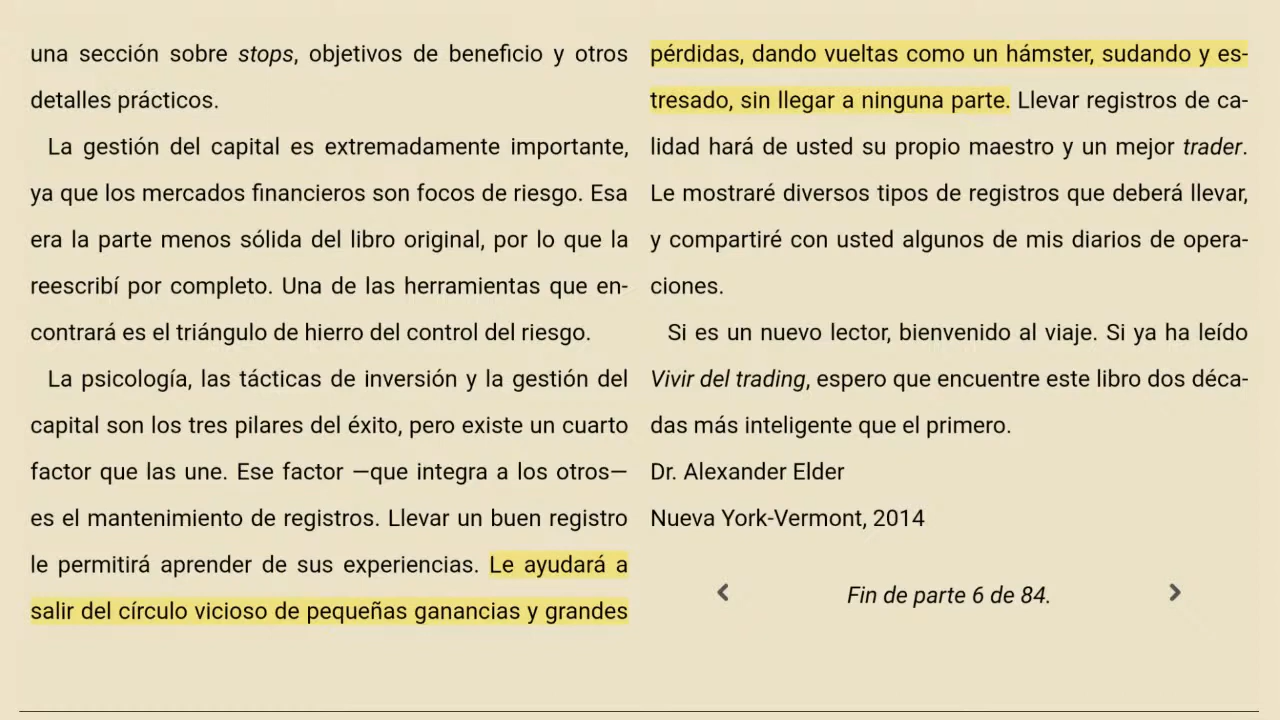 una sección sobre stops, objetivos de beneficio y otros
detalles prácticos.
La gestión del capital es extremadamente importante,
ya que los mercados financieros son focos de riesgo. Esa
era la parte menos sólida del libro original, por lo que la
reescribí por completo. Una de las herramientas que en-
contrará es el triángulo de hierro del control del riesgo.
La psicología, las tácticas de inversión y la gestión del
capital son los tres pilares del éxito, pero existe un cuarto
factor que las une. Ese factor —que integra a los otros—
es el mantenimiento de registros. Llevar un buen registro
le permitirá aprender de sus experiencias. Le ayudará a
salir del círculo vicioso de pequeñas ganancias y grandes
pérdidas, dando vueltas como un hámster, sudando y es-
tresado, sin llegar a ninguna parte. Llevar registros de ca-
lidad hará de usted su propio maestro y un mejor trader.
Le mostraré diversos tipos de registros que deberá llevar,
y compartiré con usted algunos de mis diarios de opera-
ciones.
Si es un nuevo lector, bienvenido al viaje. Si ya ha leído
Vivir del trading, espero que encuentre este libro dos déca-
das más inteligente que el primero.
Dr. Alexander Elder
Nueva York-Vermont, 2014
Fin de parte 6 de 84.